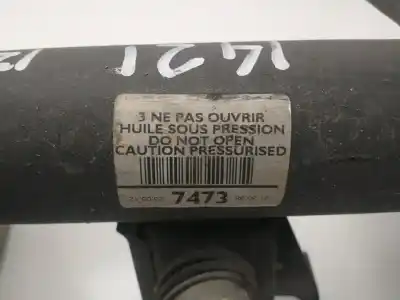 1421
3 NE PAS OUVRIR
HUILE SOUS PRESSION
DO NOT OPEN
CAUTION PRESSURISED
7473